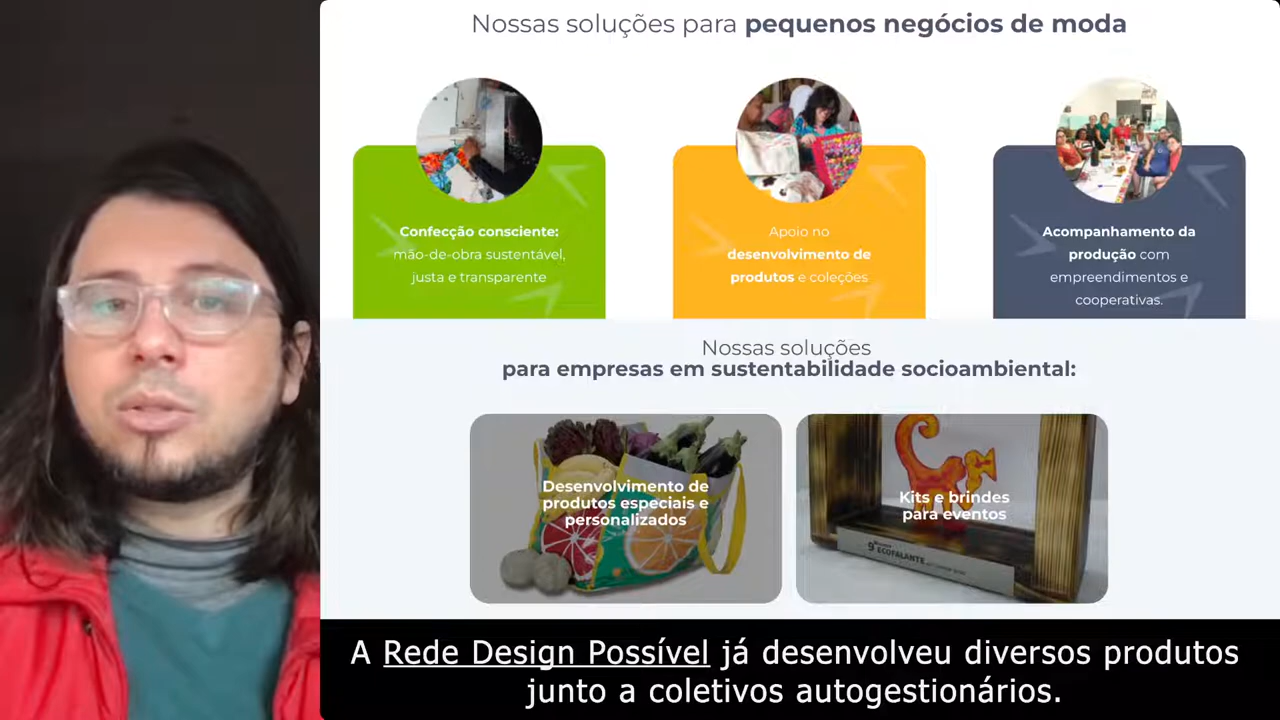 Nossas soluções para pequenos negócios de moda
Confecção consciente:
mão-de-obra sustentável,
justa e transparente
Apoio no
desenvolvimento de
produtos e coleções
Acompanhamento da
produção com
empreendimentos e
cooperativas.
Nossas soluções
para empresas em sustentabilidade socioambiental:
Desenvolvimento de
produtos especiais e
personalizados
Kits e brindes
para eventos
ECOFALANTE
A Rede Design Possível já desenvolveu diversos produtos
junto a coletivos autogestionários.